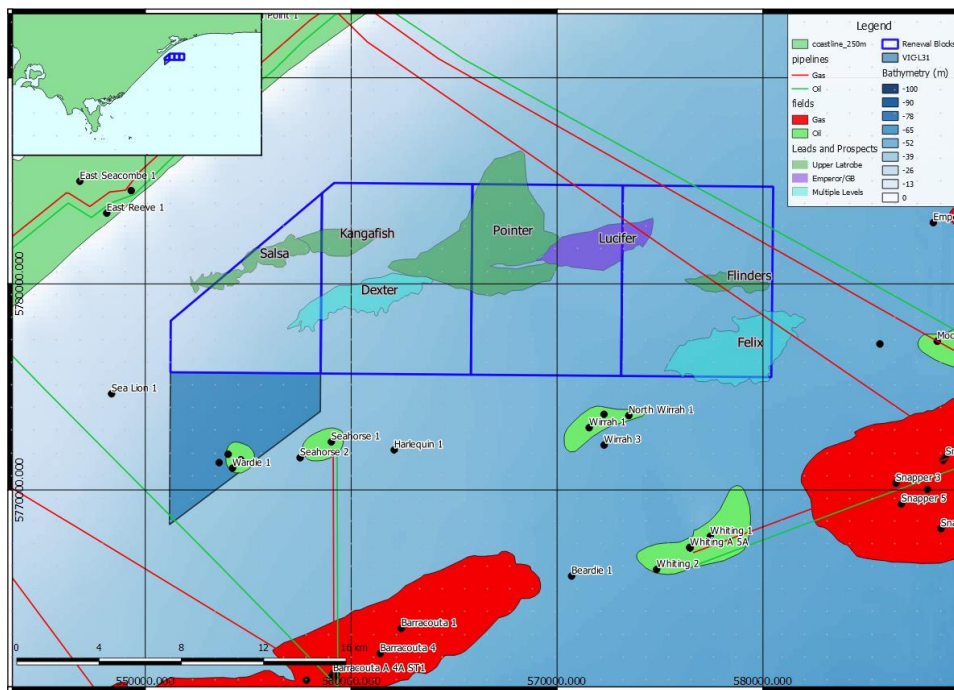 Point 1
Legend
coastline_250m
pipelines
Gas
Oil
fields
Gas
Oil
Leads and Prospects
Upper Latrobe
Emperor/GB
Multiple Levels
Renewal Blocks
VIC-L31
Bathymetry (m)
-100
-90
-78
-65
-52
-39
-26
-13
0
East Seacombe 1
East Reeve 1
Salsa
Kangafish
Pointer
Lucifer
Dexter
Flinders
Felix
5780000.000
Sea Lion 1
Seahorse 1
Seahorse 2
Harlequin 1
Wardie 1
North Wirrah 1
Wirrah 1
Wirrah 3
Snapper 3
Snapper 5
5770000.000
Whiting 1
Whiting A 5A
Whiting 2
Beardie 1
Barracouta 1
Barracouta 4
Barracouta A 4A ST1
0 4 8 12 16 km
550000.000
570000.000
580000.000